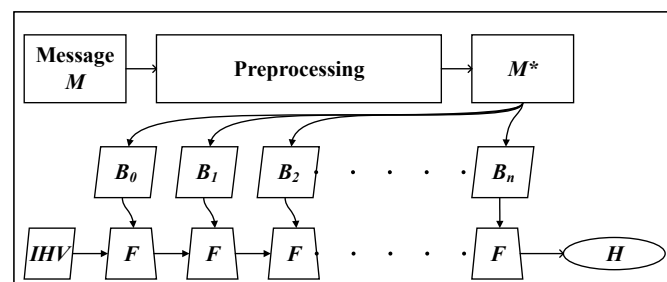 Message
M
Preprocessing
M*
B₀ B₁ B₂ . . . . . Bₙ
IHV F F F . . . . . F H